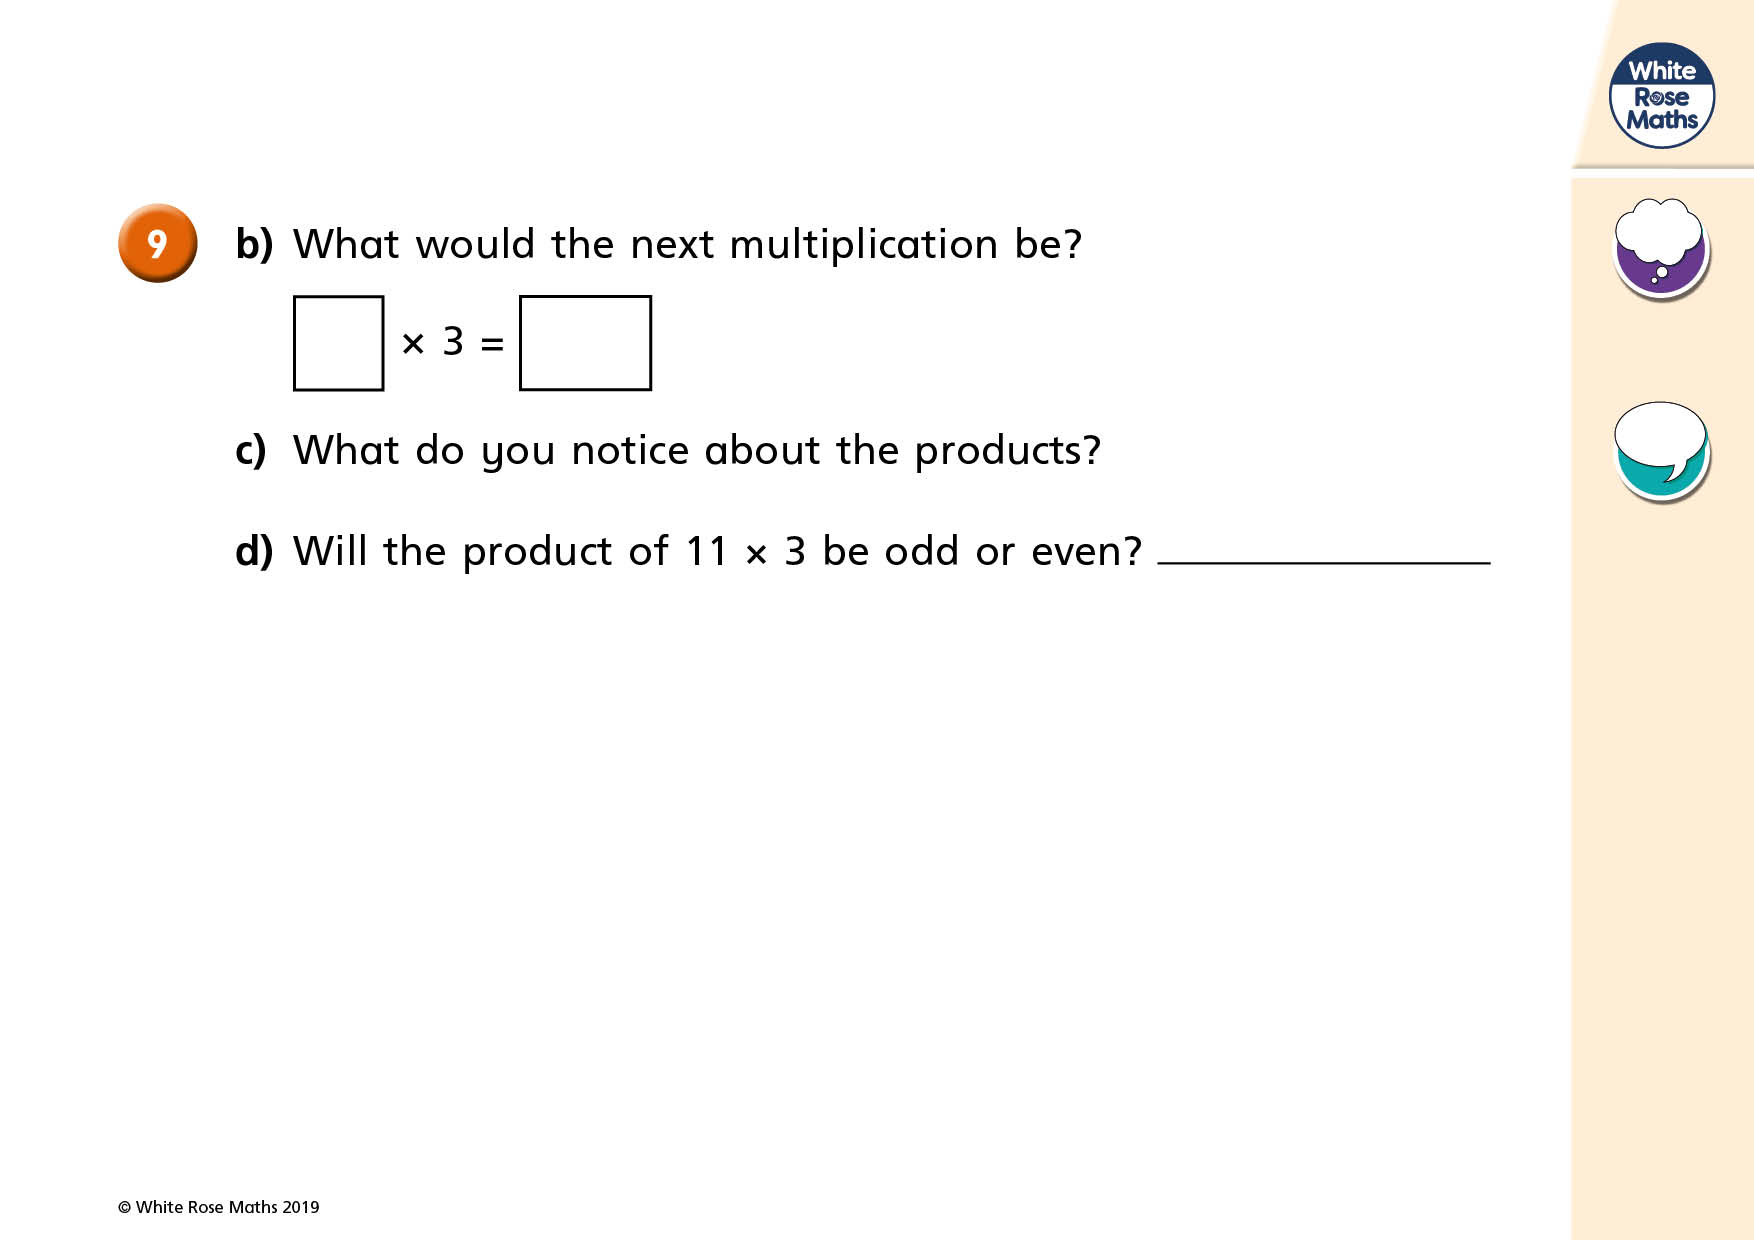 White
Rose
Maths
9 b) What would the next multiplication be?
× 3 =
c) What do you notice about the products?
d) Will the product of 11 × 3 be odd or even?
© White Rose Maths 2019